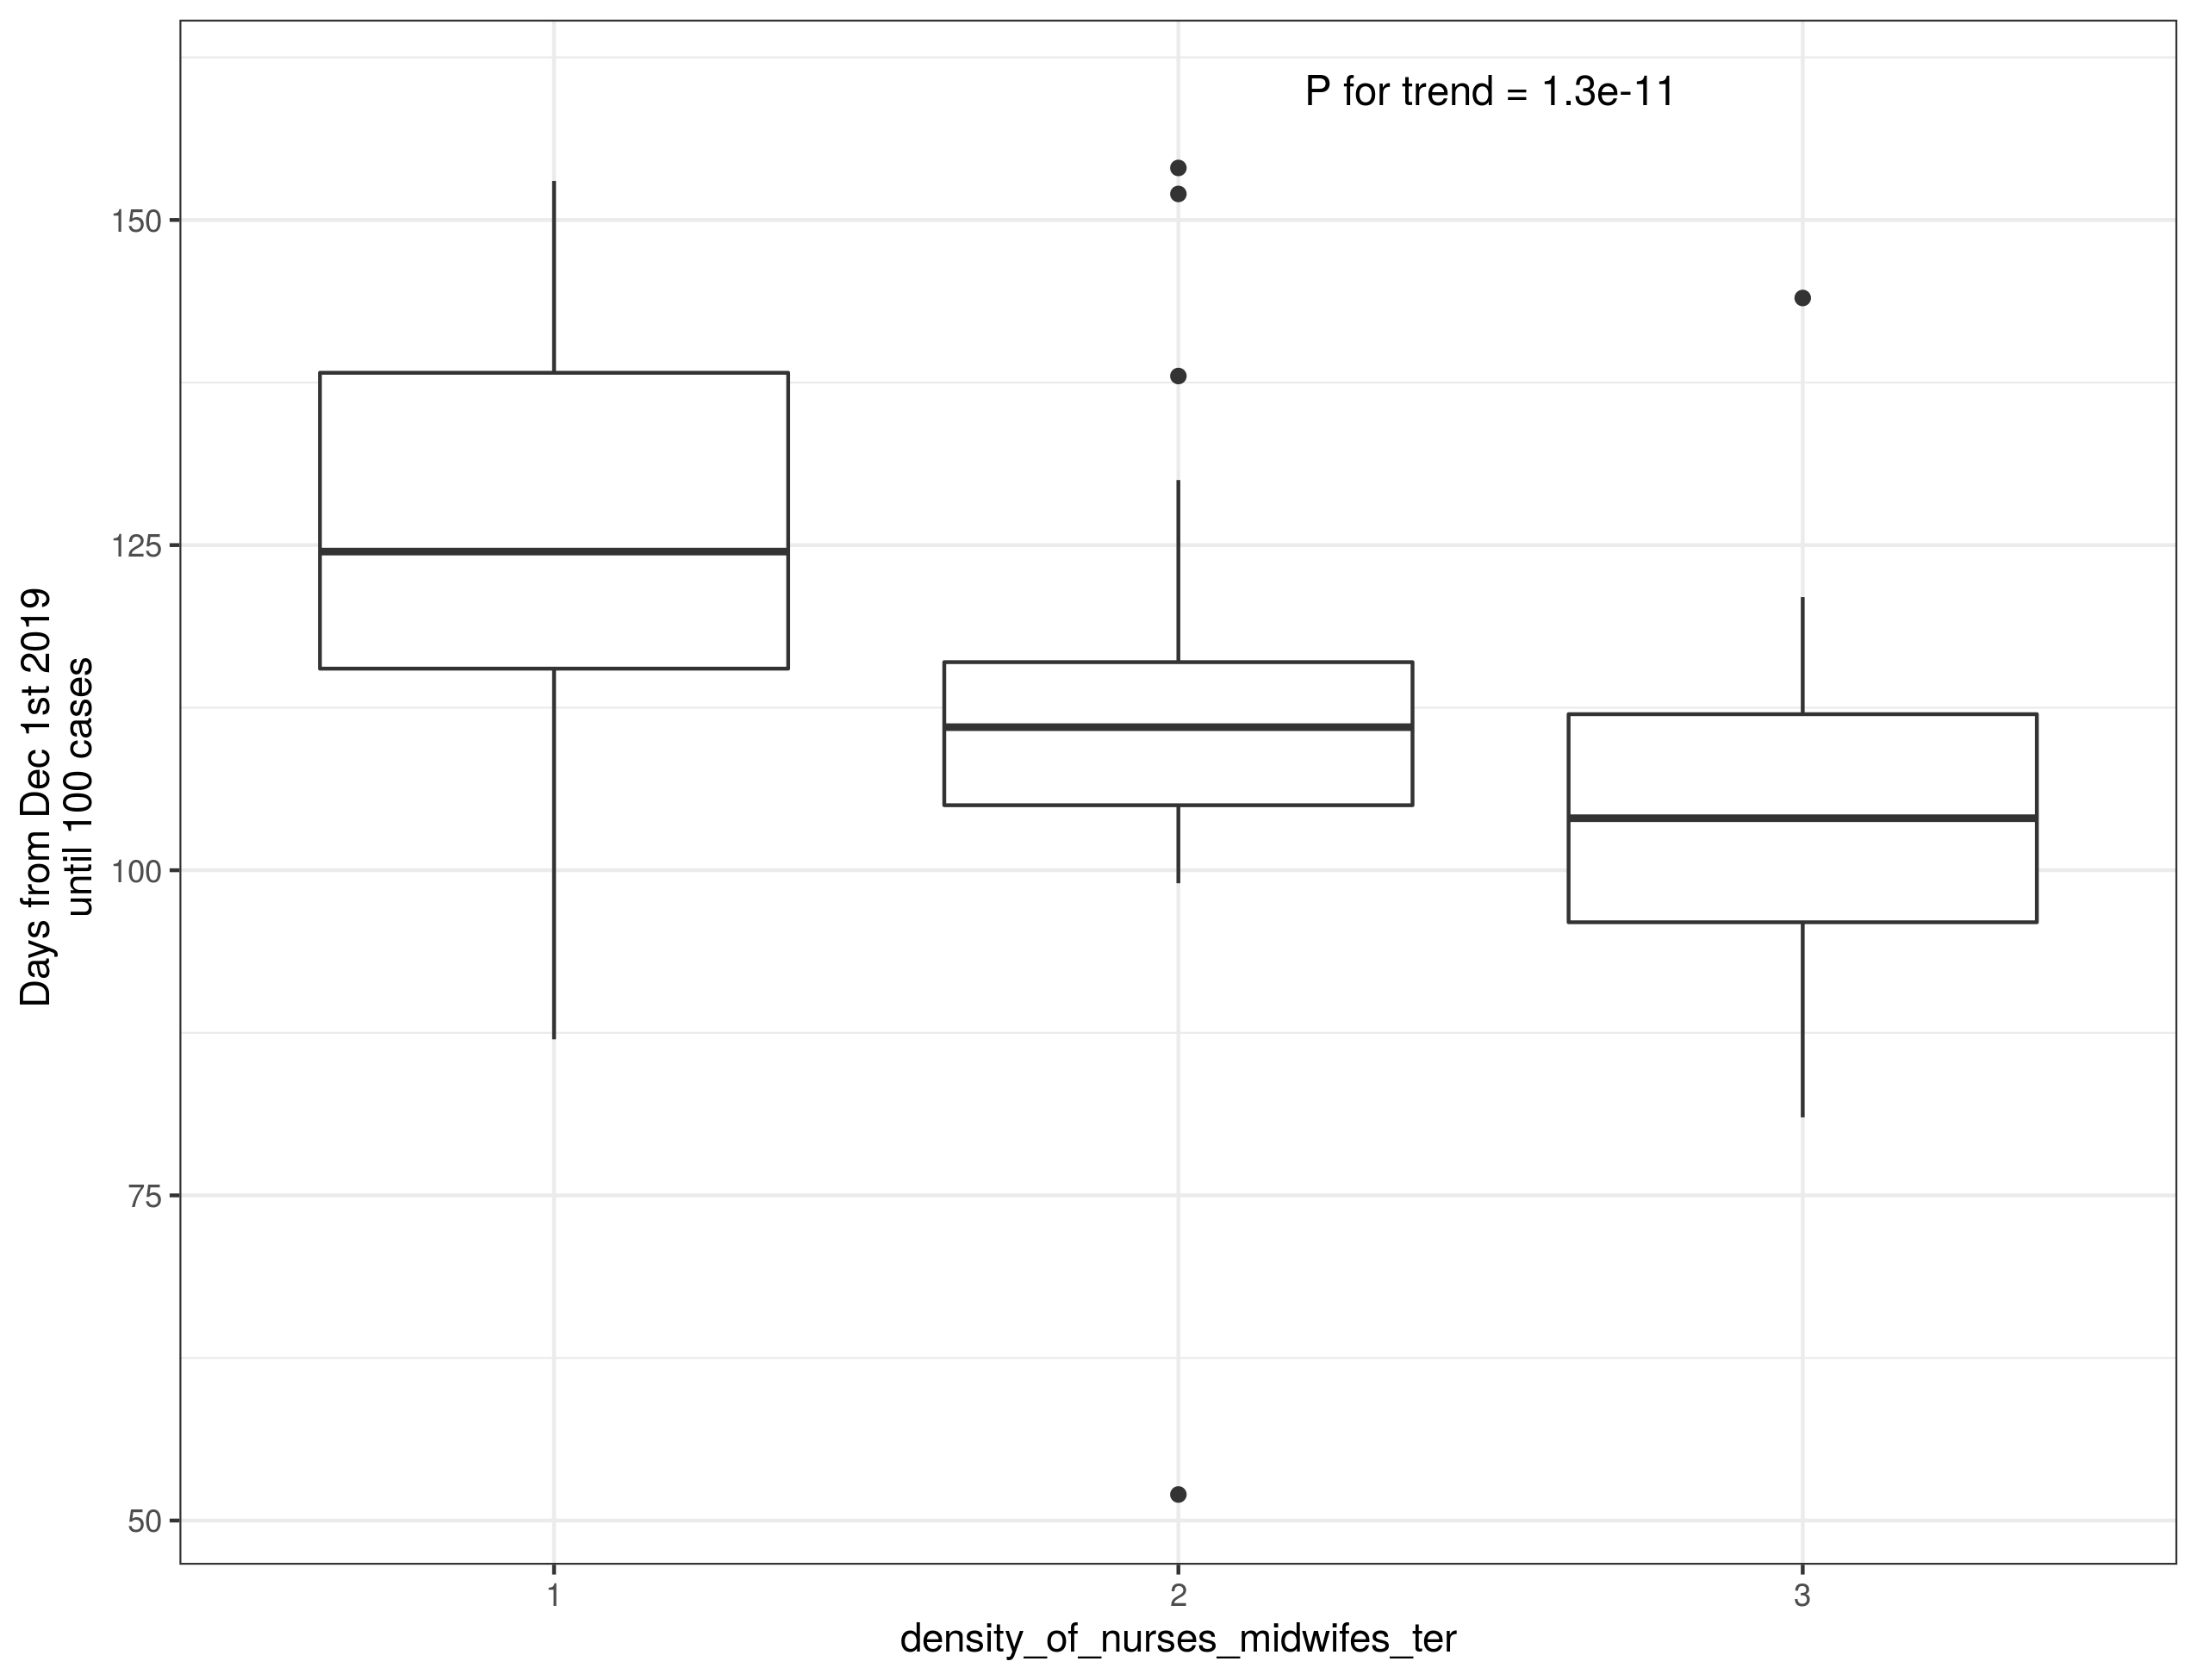 P for trend = 1.3e-11
150
125
100
75
50
Days from Dec 1st 2019
until 100 cases
1
2
3
density_of_nurses_midwifes_ter